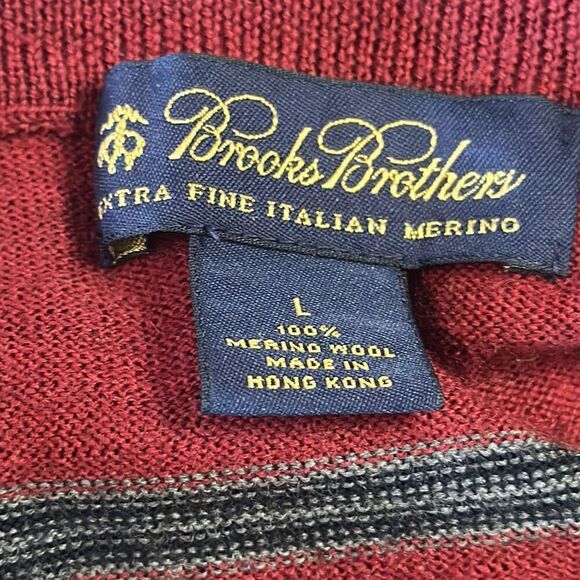 Brooks Brothers
EXTRA FINE ITALIAN MERINO
L
100%
MERINO WOOL
MADE IN
HONG KONG